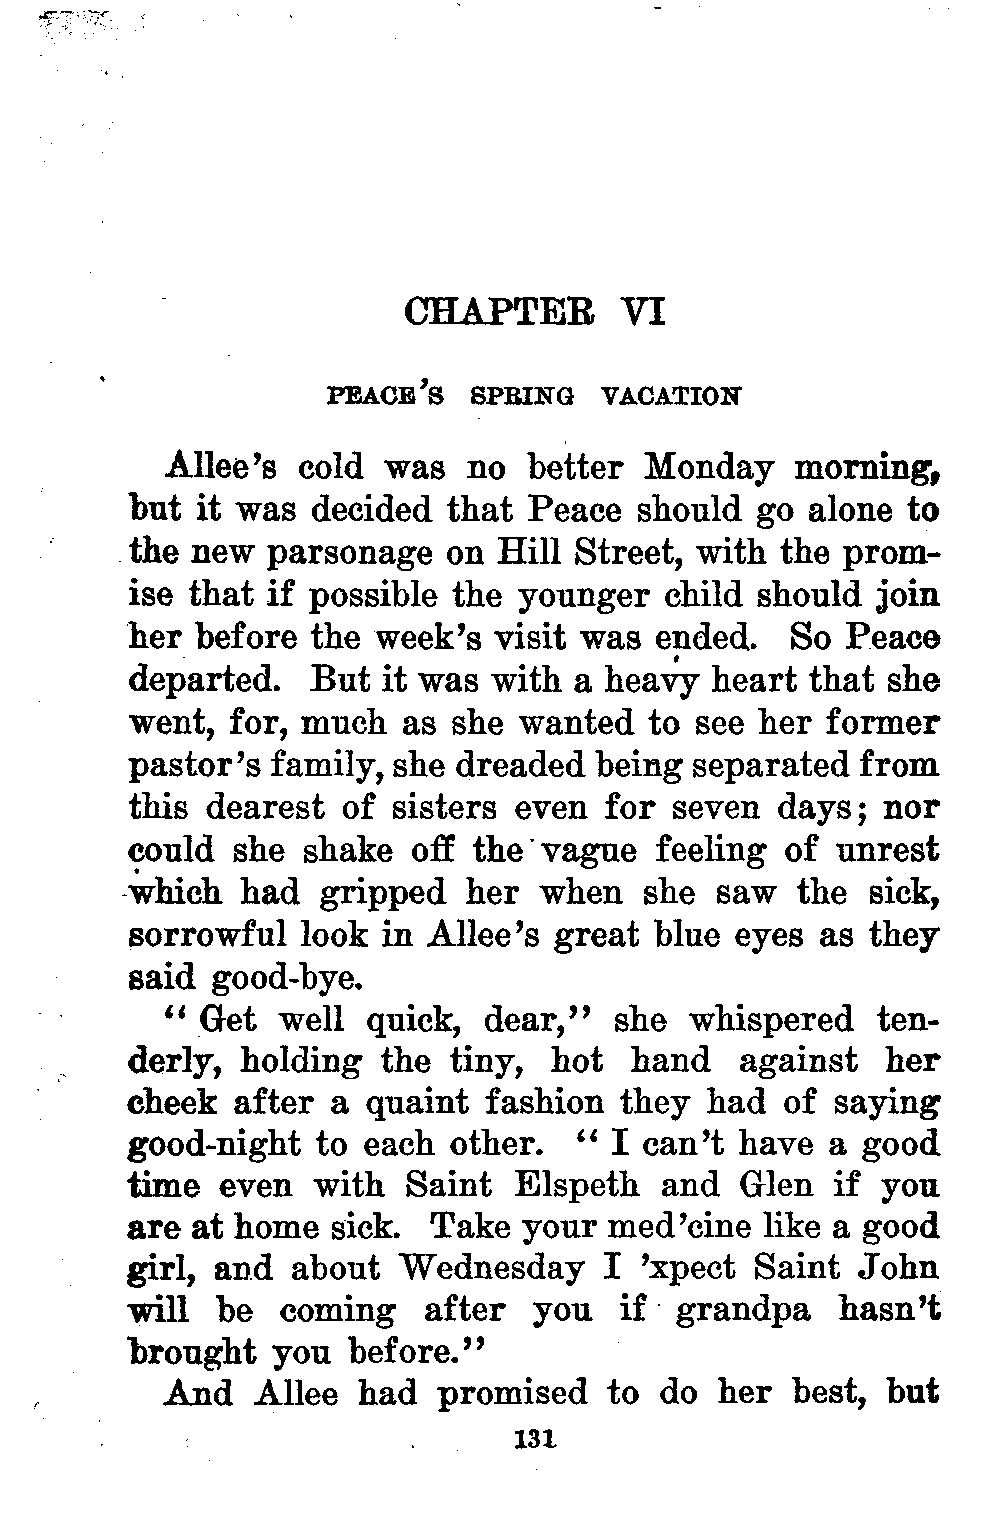 CHAPTER VI
PEACE'S SPRING VACATION
Allee's cold was no better Monday morning,
but it was decided that Peace should go alone to
the new parsonage on Hill Street, with the prom-
ise that if possible the younger child should join
her before the week's visit was ended. So Peace
departed. But it was with a heavy heart that she
went, for, much as she wanted to see her former
pastor's family, she dreaded being separated from
this dearest of sisters even for seven days; nor
could she shake off the vague feeling of unrest
which had gripped her when she saw the sick,
sorrowful look in Allee's great blue eyes as they
said good-bye.
" Get well quick, dear," she whispered ten-
derly, holding the tiny, hot hand against her
cheek after a quaint fashion they had of saying
good-night to each other. " I can't have a good
time even with Saint Elspeth and Glen if you
are at home sick. Take your med'cine like a good
girl, and about Wednesday I 'xpect Saint John
will be coming after you if grandpa hasn't
brought you before."
And Allee had promised to do her best, but
131